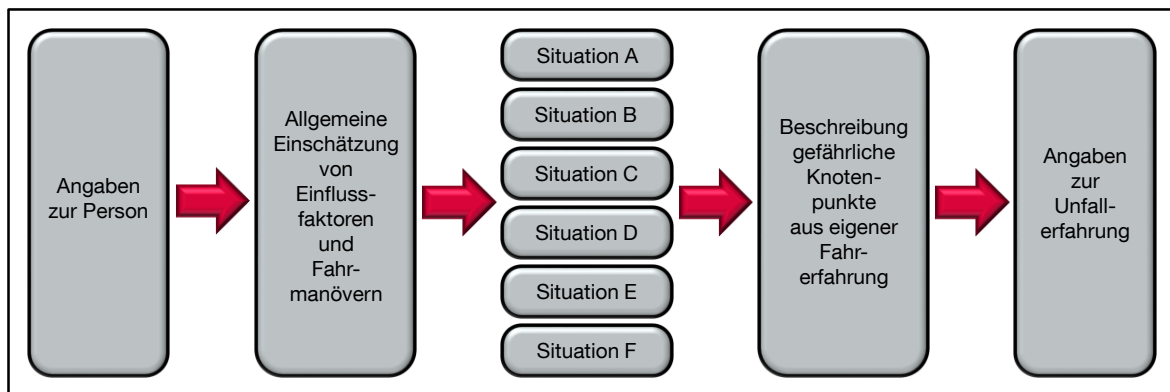 Angaben
zur Person
Allgemeine
Einschätzung
von
Einfluss-
faktoren
und
Fahr-
manövern
Situation A
Situation B
Situation C
Situation D
Situation E
Situation F
Beschreibung
gefährliche
Knoten-
punkte
aus eigener
Fahr-
erfahrung
Angaben
zur
Unfall-
erfahrung